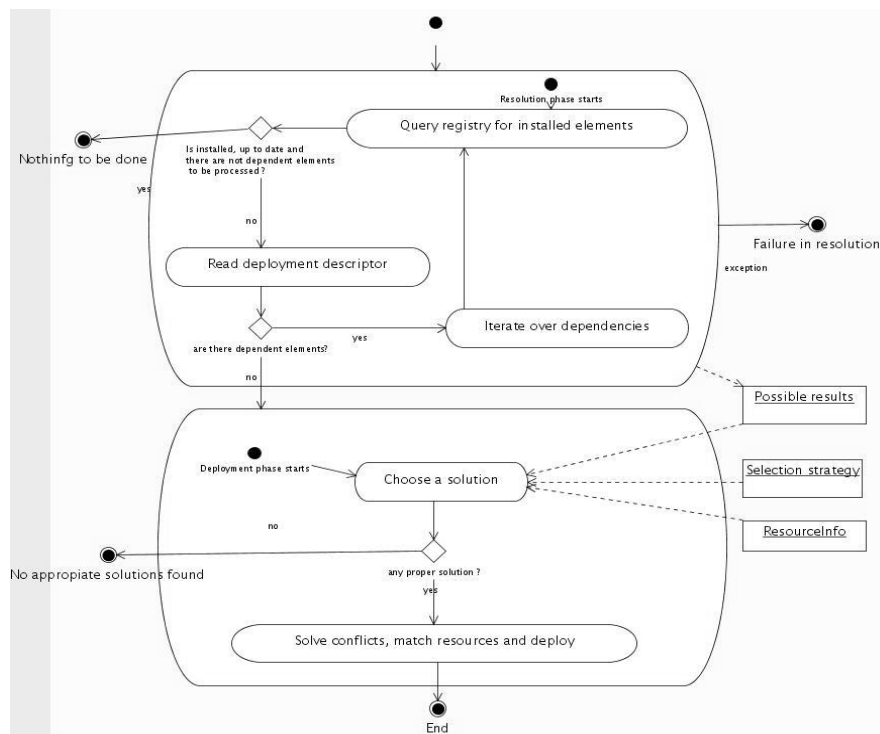 Resolution phase starts
Query registry for installed elements
Nothinfg to be done
Is installed, up to date and
there are not dependent elements
to be processed?
yes
no
Failure in resolution
exception
Read deployment descriptor
Iterate over dependencies
yes
are there dependent elements?
no
Possible results
Deployment phase starts
Choose a solution
Selection strategy
ResourceInfo
no
No appropiate solutions found
any proper solution ?
yes
Solve conflicts, match resources and deploy
End